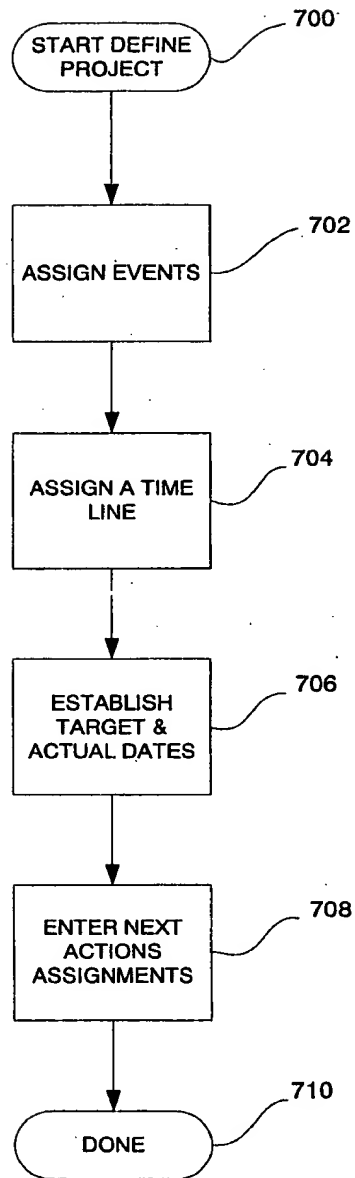 700
START DEFINE
PROJECT
702
ASSIGN EVENTS
704
ASSIGN A TIME
LINE
706
ESTABLISH
TARGET &
ACTUAL DATES
708
ENTER NEXT
ACTIONS
ASSIGNMENTS
710
DONE